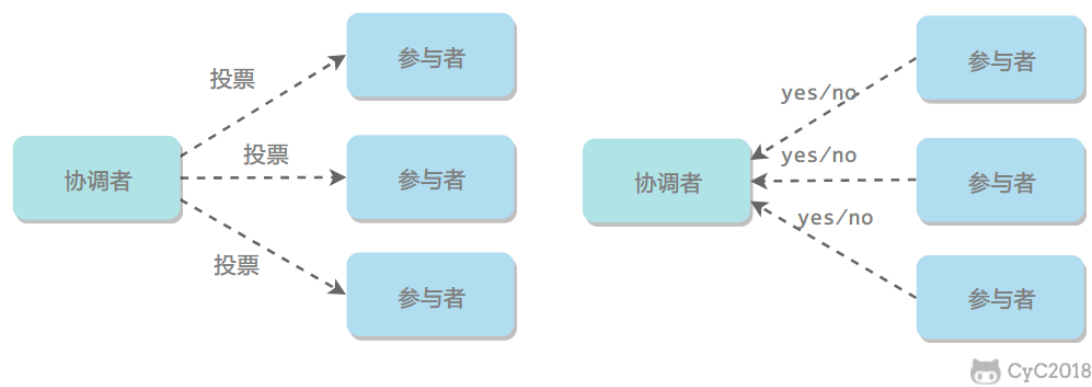 参与者
投票
投票
协调者
参与者
投票
参与者
参与者
yes/no
yes/no
协调者
参与者
yes/no
参与者
CyC2018